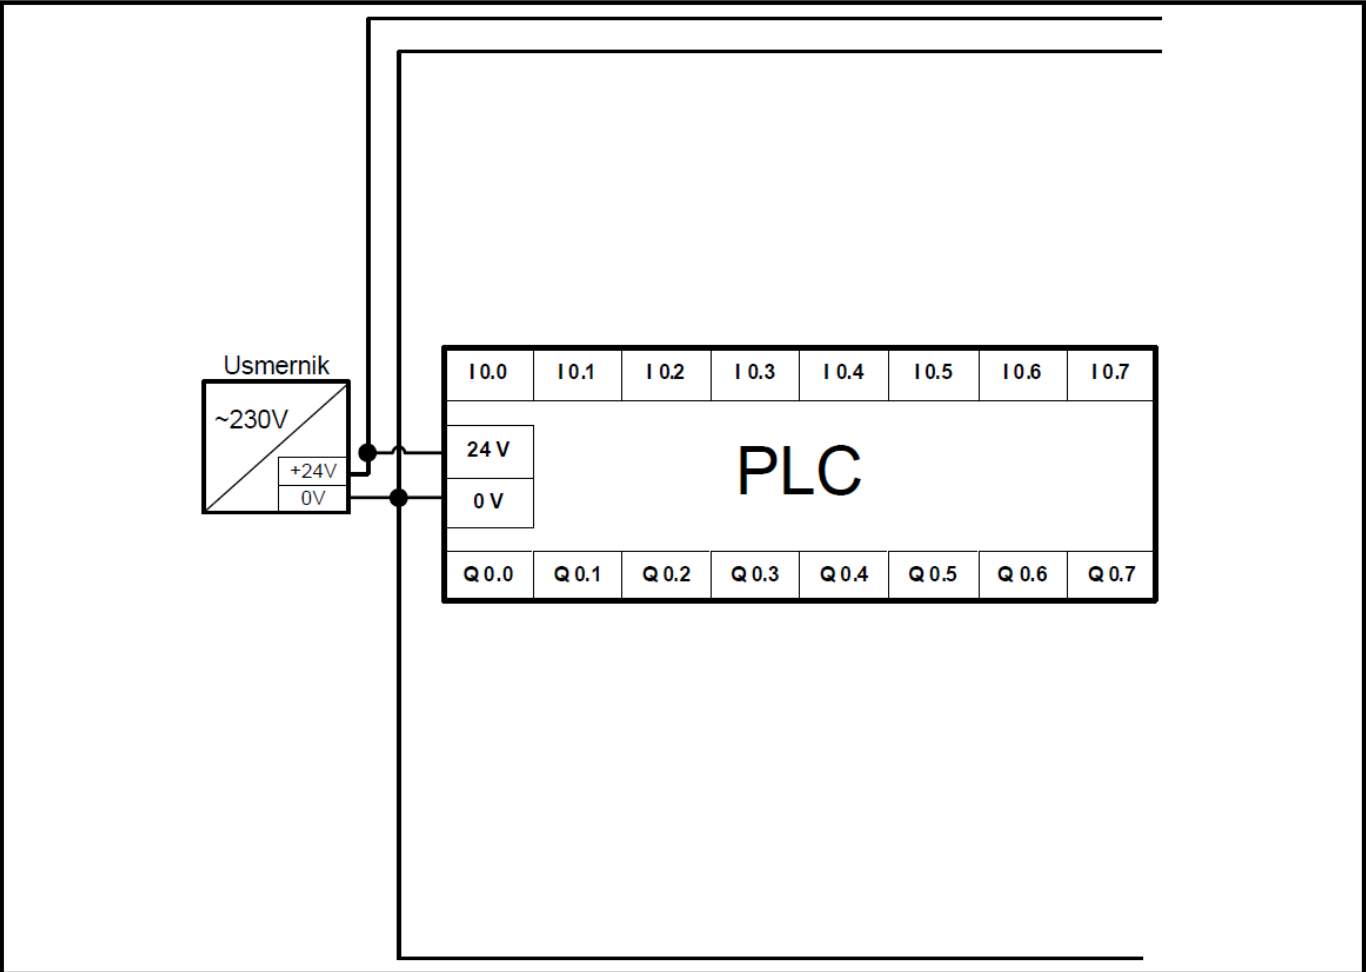 Usmernik
~230V
+24V
0V
I 0.0 I 0.1 I 0.2 I 0.3 I 0.4 I 0.5 I 0.6 I 0.7
24 V
0 V
PLC
Q 0.0 Q 0.1 Q 0.2 Q 0.3 Q 0.4 Q 0.5 Q 0.6 Q 0.7